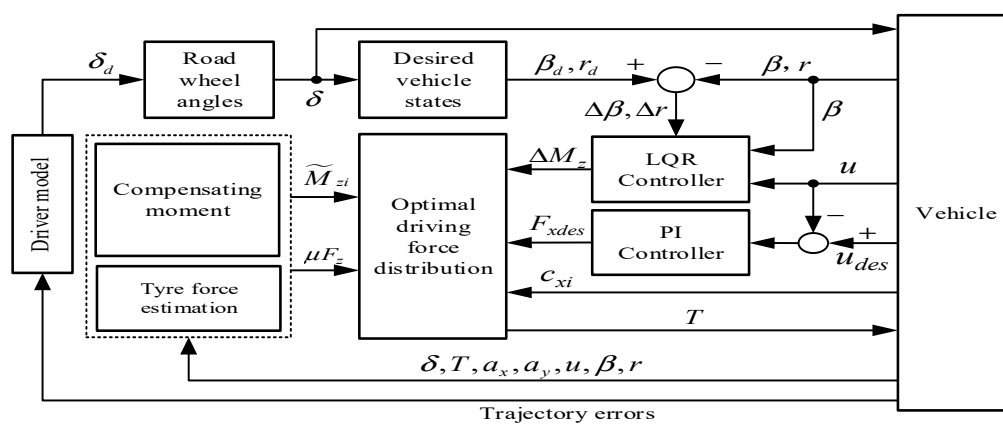 δ_d
Road
wheel
angles
δ
Desired
vehicle
states
β_d, r_d
+
−
β, r
Δβ, Δr
β
Driver model
Compensating
moment
M̃_zi
Optimal
driving
force
distribution
ΔM_z
LQR
Controller
u
Vehicle
−
F_xdes
PI
Controller
+
u_des
μF_z
Tyre force
estimation
c_xi
T
δ, T, a_x, a_y, u, β, r
Trajectory errors